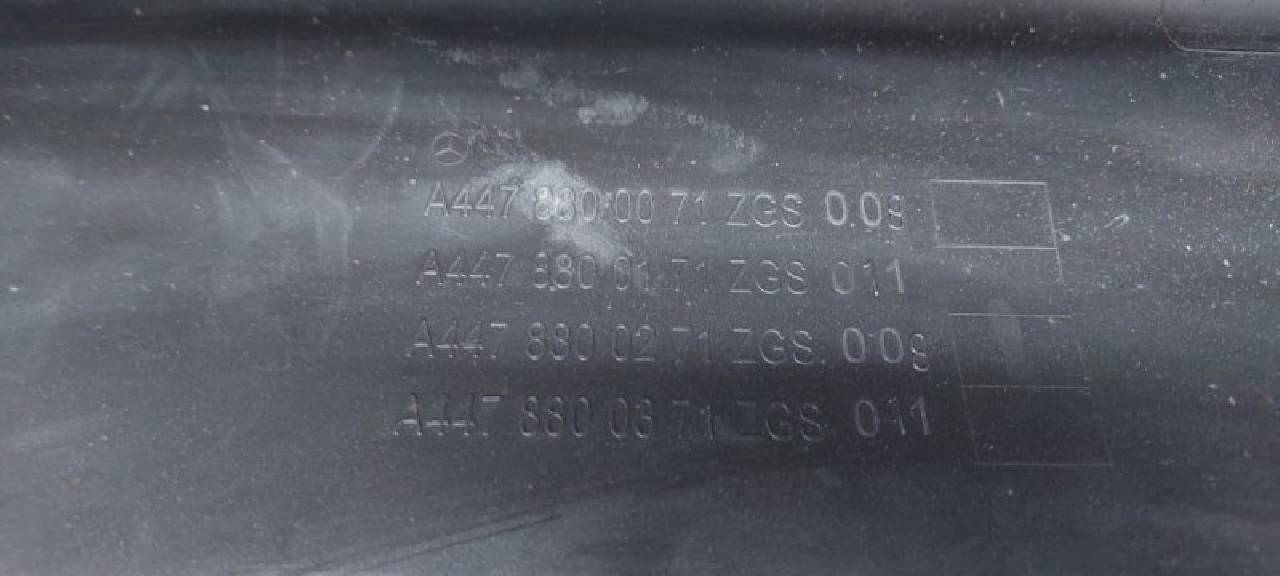 A447 880 00 71 ZGS 009
A447 880 01 71 ZGS 011
A447 880 02 71 ZGS 009
A447 880 03 71 ZGS 011